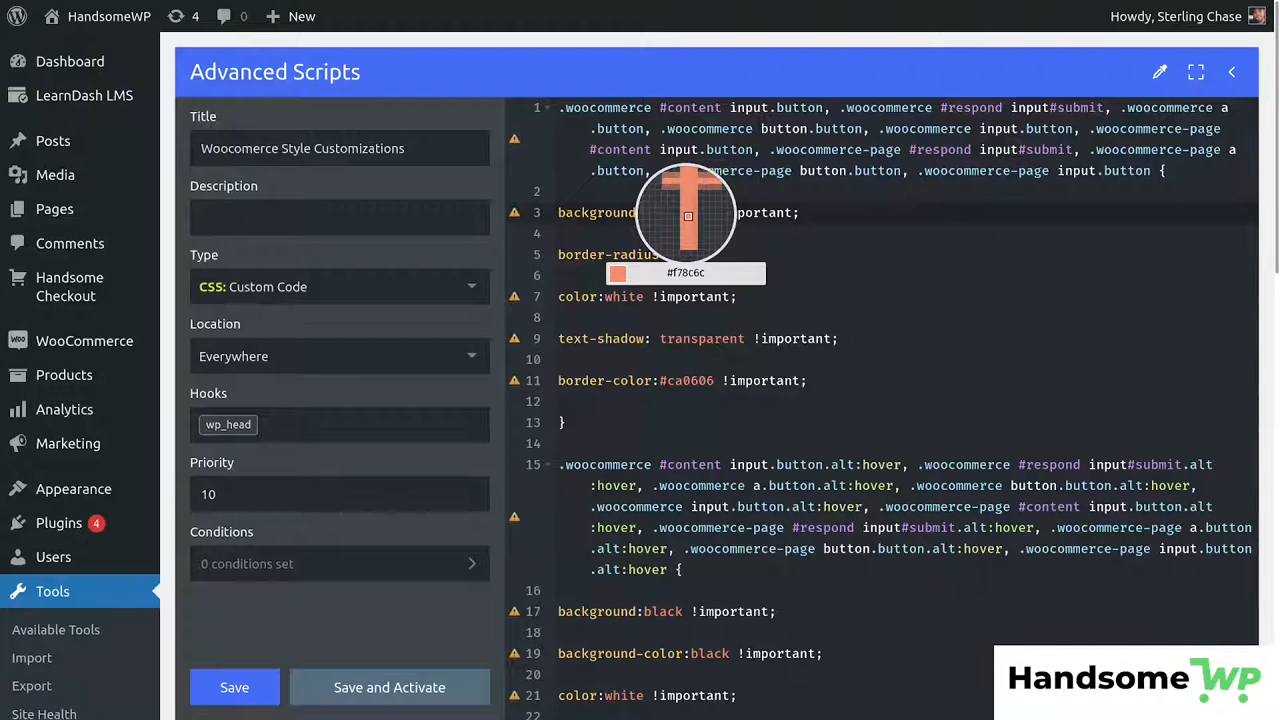 HandsomeWP
4
0
New
Howdy, Sterling Chase
Dashboard
LearnDash LMS
Posts
Media
Pages
Comments
Handsome
Checkout
WooCommerce
Products
Analytics
Marketing
Appearance
Plugins 4
Users
Tools
Available Tools
Import
Export
Site Health
Advanced Scripts
Title
Woocomerce Style Customizations
Description
Type
CSS: Custom Code
Location
Everywhere
Hooks
wp_head
Priority
10
Conditions
0 conditions set
Save
Save and Activate
1 .woocommerce #content input.button, .woocommerce #respond input#submit, .woocommerce a
.button, .woocommerce button.button, .woocommerce input.button, .woocommerce-page
#content input.button, .woocommerce-page #respond input#submit, .woocommerce-page a
.button, page button.button, .woocommerce-page input.button {
2
3 background portant;
4
5 border-radius
6
#f78c6c
7 color:white !important;
8
9 text-shadow: transparent !important;
10
11 border-color:#ca0606 !important;
12
13 }
14
15 .woocommerce #content input.button.alt:hover, .woocommerce #respond input#submit.alt
:hover, .woocommerce a.button.alt:hover, .woocommerce button.button.alt:hover,
.woocommerce input.button.alt:hover, .woocommerce-page #content input.button.alt
:hover, .woocommerce-page #respond input#submit.alt:hover, .woocommerce-page a.button
.alt:hover, .woocommerce-page button.button.alt:hover, .woocommerce-page input.button
.alt:hover {
16
17 background:black !important;
18
19 background-color:black !important;
20
21 color:white !important;
22
HandsomeWP